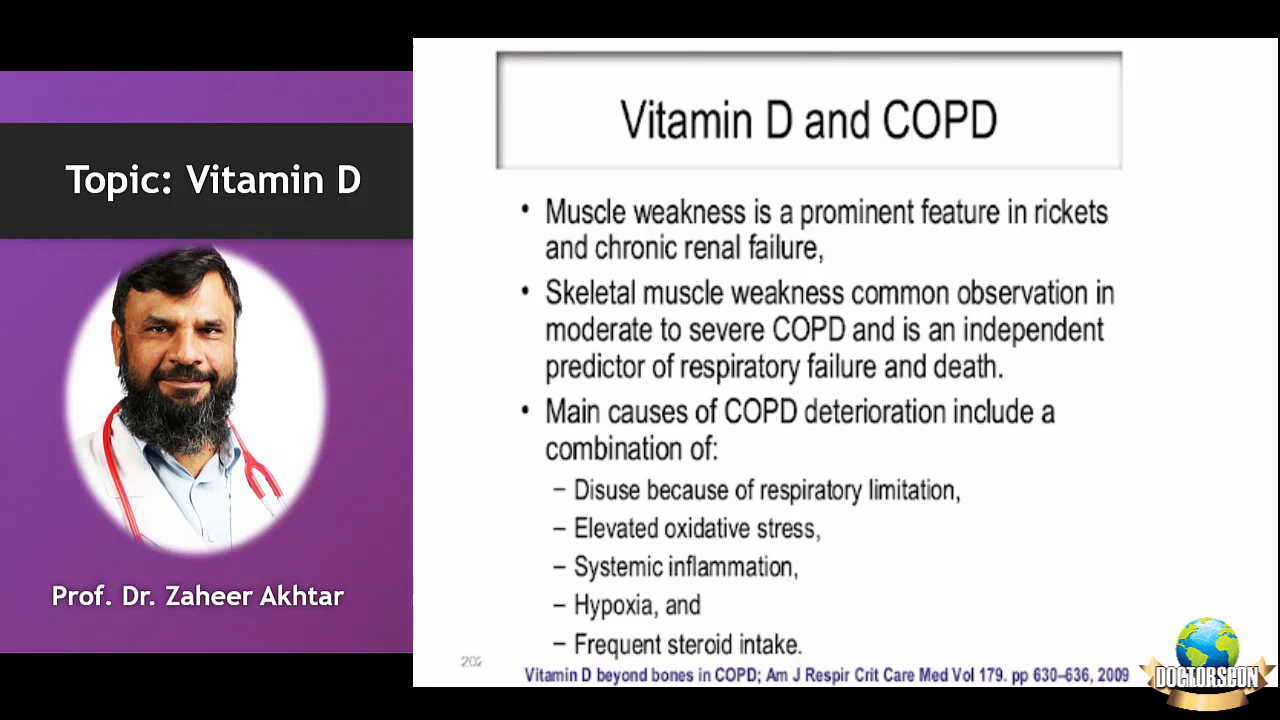 Topic: Vitamin D
Prof. Dr. Zaheer Akhtar
Vitamin D and COPD
• Muscle weakness is a prominent feature in rickets
and chronic renal failure,
• Skeletal muscle weakness common observation in
moderate to severe COPD and is an independent
predictor of respiratory failure and death.
• Main causes of COPD deterioration include a
combination of:
– Disuse because of respiratory limitation,
– Elevated oxidative stress,
– Systemic inflammation,
– Hypoxia, and
– Frequent steroid intake.
Vitamin D beyond bones in COPD; Am J Respir Crit Care Med Vol 179. pp 630–636, 2009
DOCTORSCON